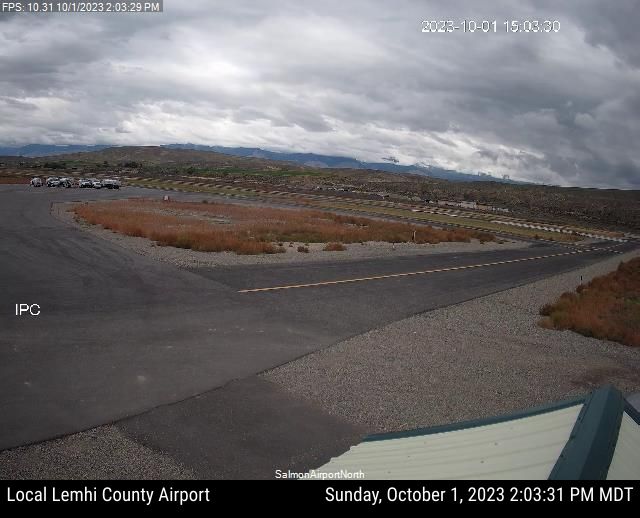 FPS: 10.31 10/1/2023 2:03:29 PM
2023-10-01 15:03:30
IPC
SalmonAirportNorth
Local Lemhi County Airport Sunday, October 1, 2023 2:03:31 PM MDT